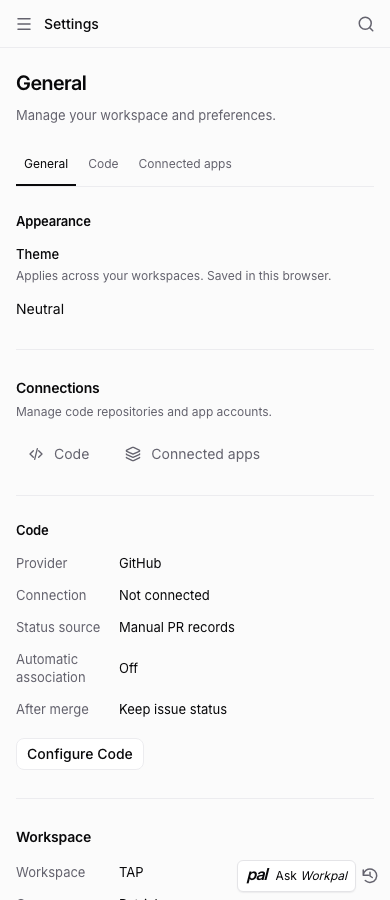 Settings
General
Manage your workspace and preferences.
General Code Connected apps
Appearance
Theme
Applies across your workspaces. Saved in this browser.
Neutral
Connections
Manage code repositories and app accounts.
Code Connected apps
Code
Provider GitHub
Connection Not connected
Status source Manual PR records
Automatic association Off
After merge Keep issue status
Configure Code
Workspace
Workspace TAP
pal Ask Workpal